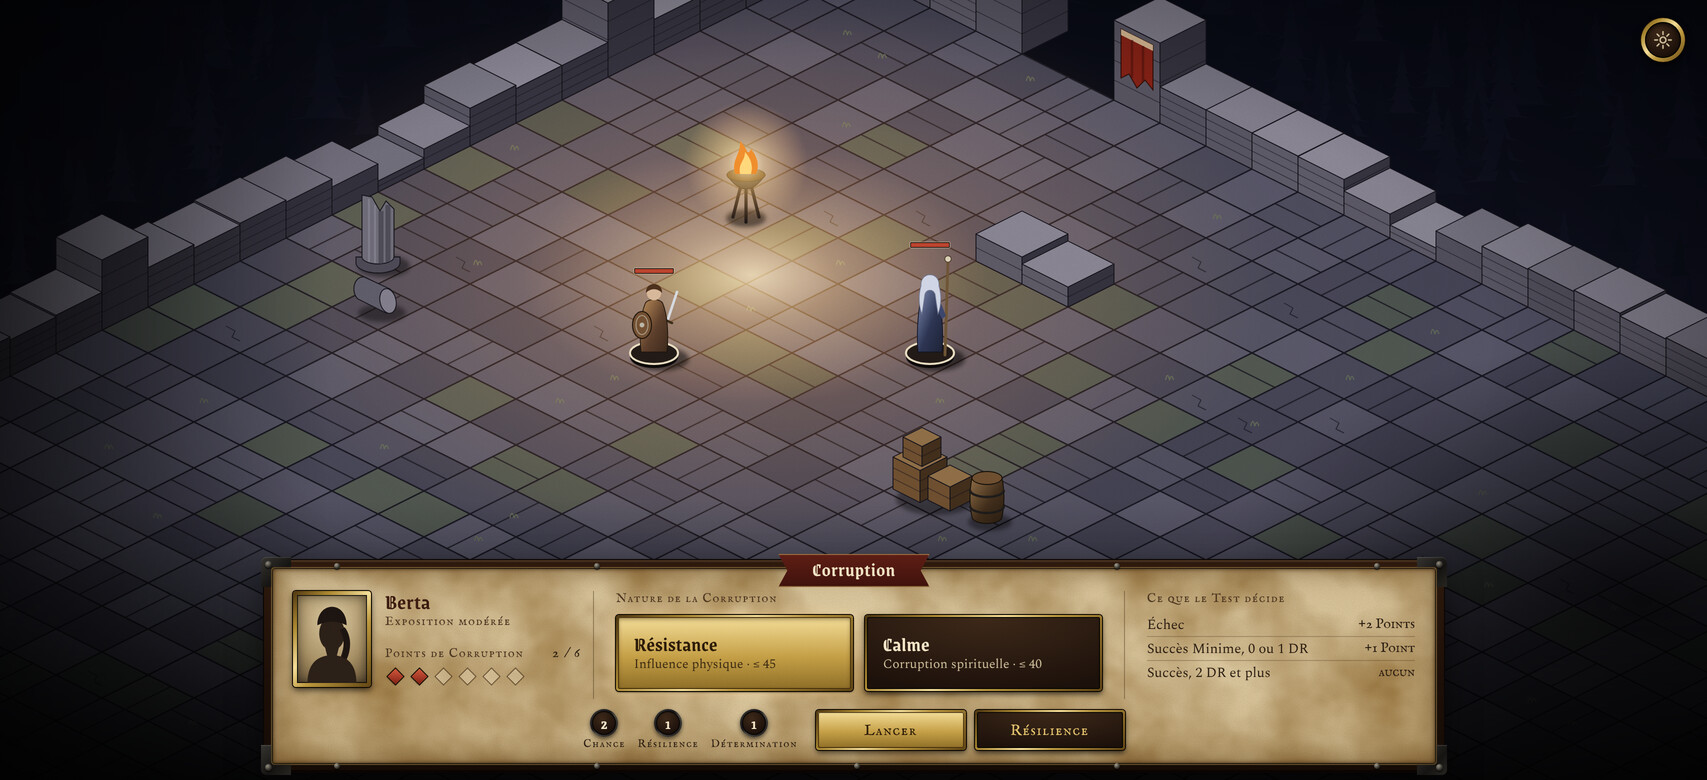 Corruption
Berta
Exposition modérée
Points de Corruption 2 / 6
Nature de la Corruption
Résistance
Influence physique · ≤ 45
Calme
Corruption spirituelle · ≤ 40
Ce que le Test décide
Échec +2 Points
Succès Minime, 0 ou 1 DR +1 Point
Succès, 2 DR et plus aucun
2 1 1
Chance Résilience Détermination
Lancer
Résilience